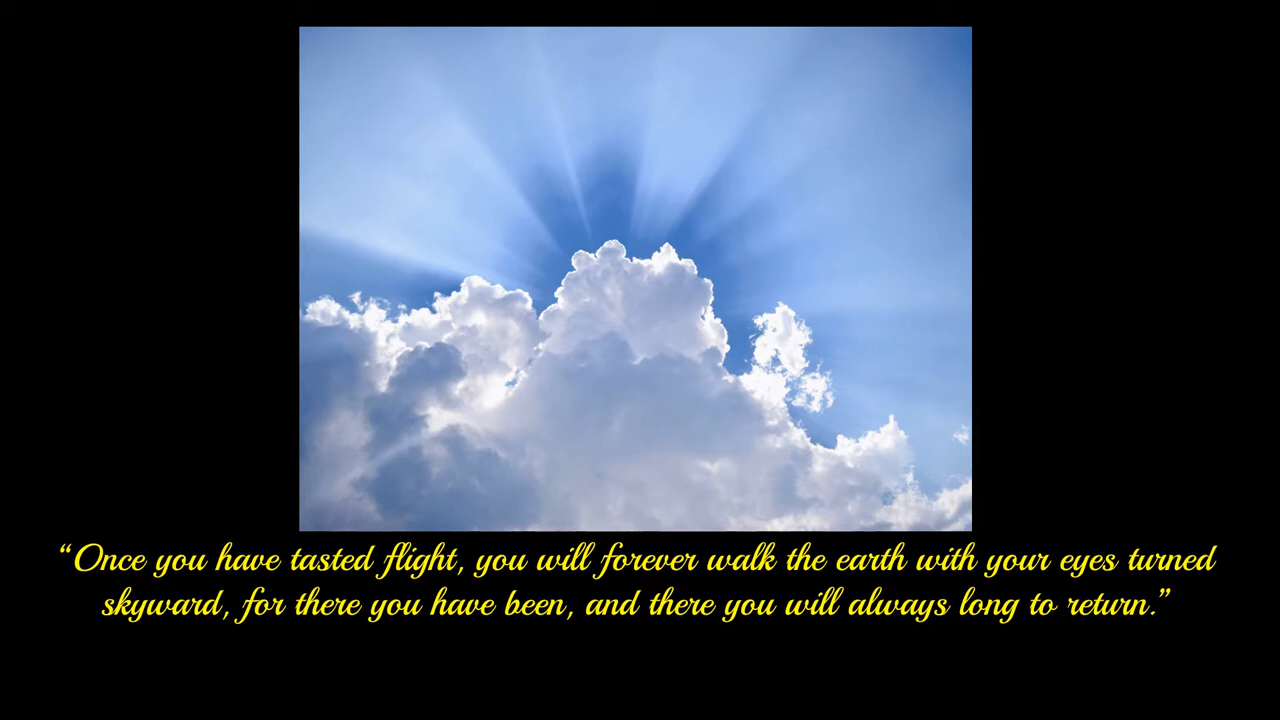 “Once you have tasted flight, you will forever walk the earth with your eyes turned
skyward, for there you have been, and there you will always long to return.”